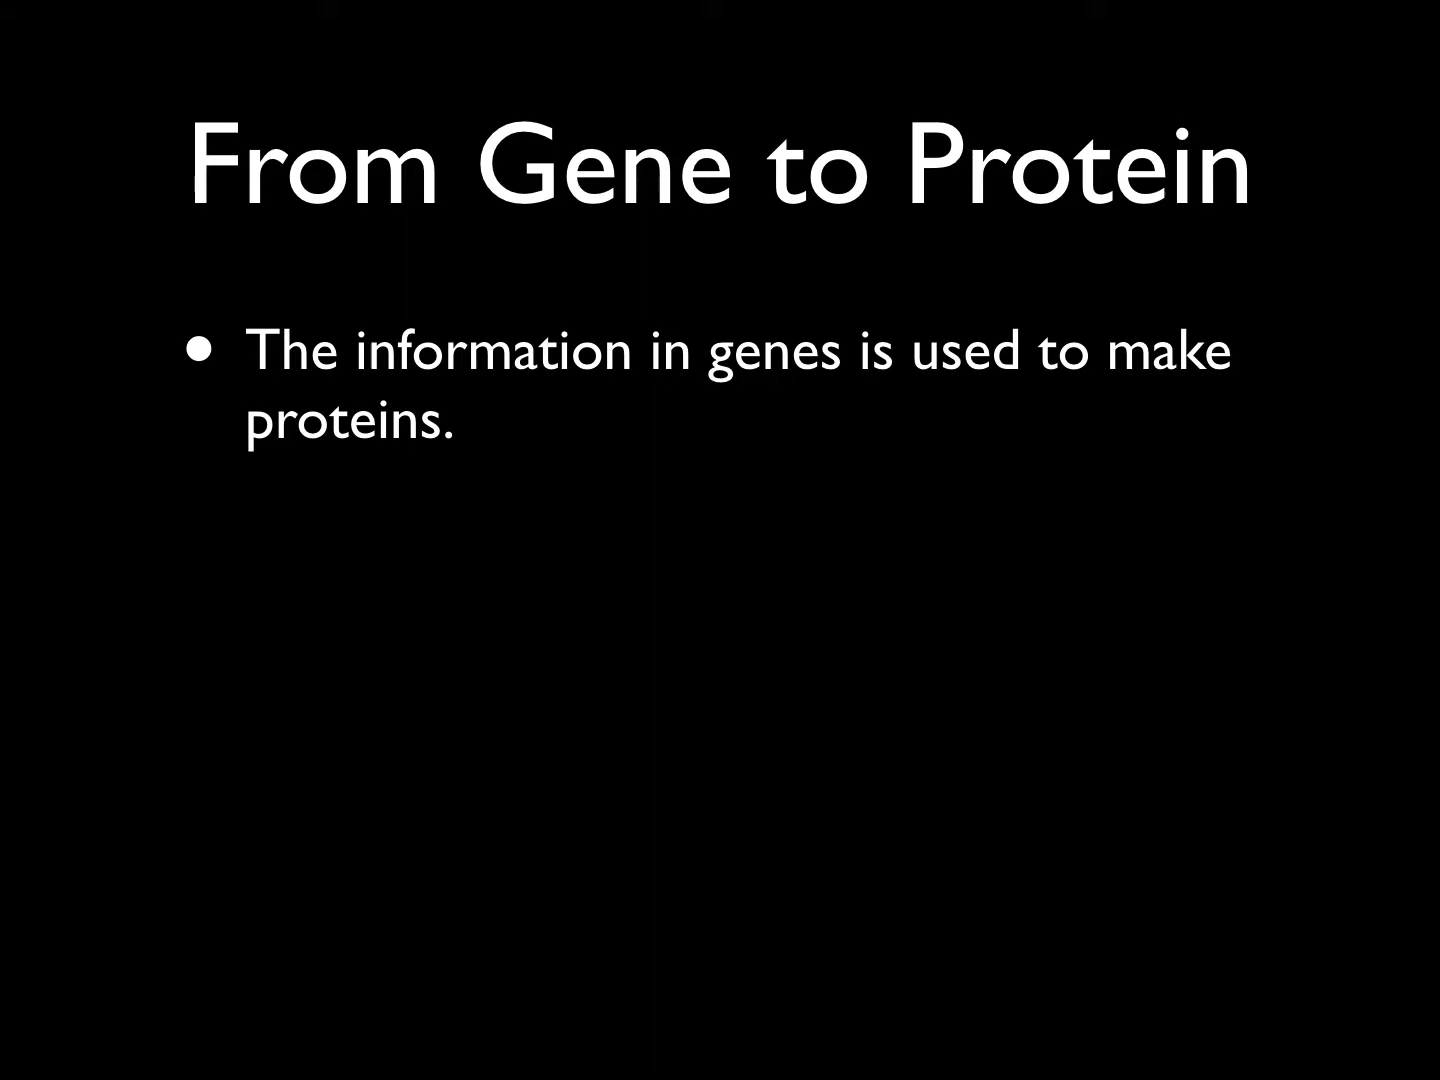 From Gene to Protein
• The information in genes is used to make
proteins.